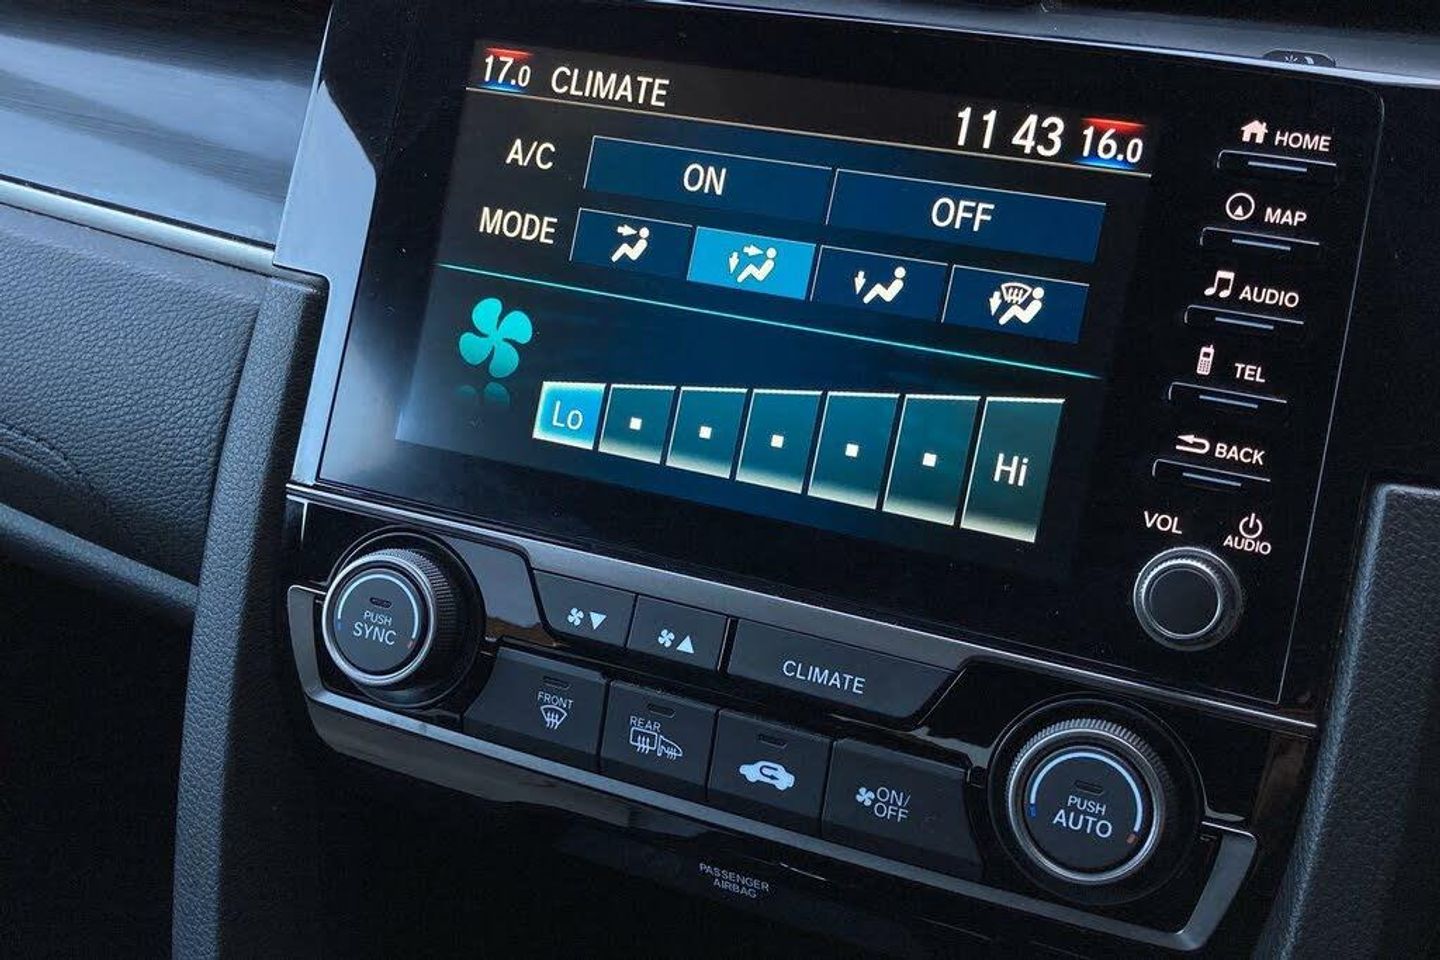 17.0 CLIMATE 11 43 16.0
A/C ON OFF
MODE
Lo Hi
HOME
MAP
AUDIO
TEL
BACK
VOL
AUDIO
PUSH
SYNC
CLIMATE
FRONT
REAR
ON/
OFF
PUSH
AUTO
PASSENGER
AIRBAG